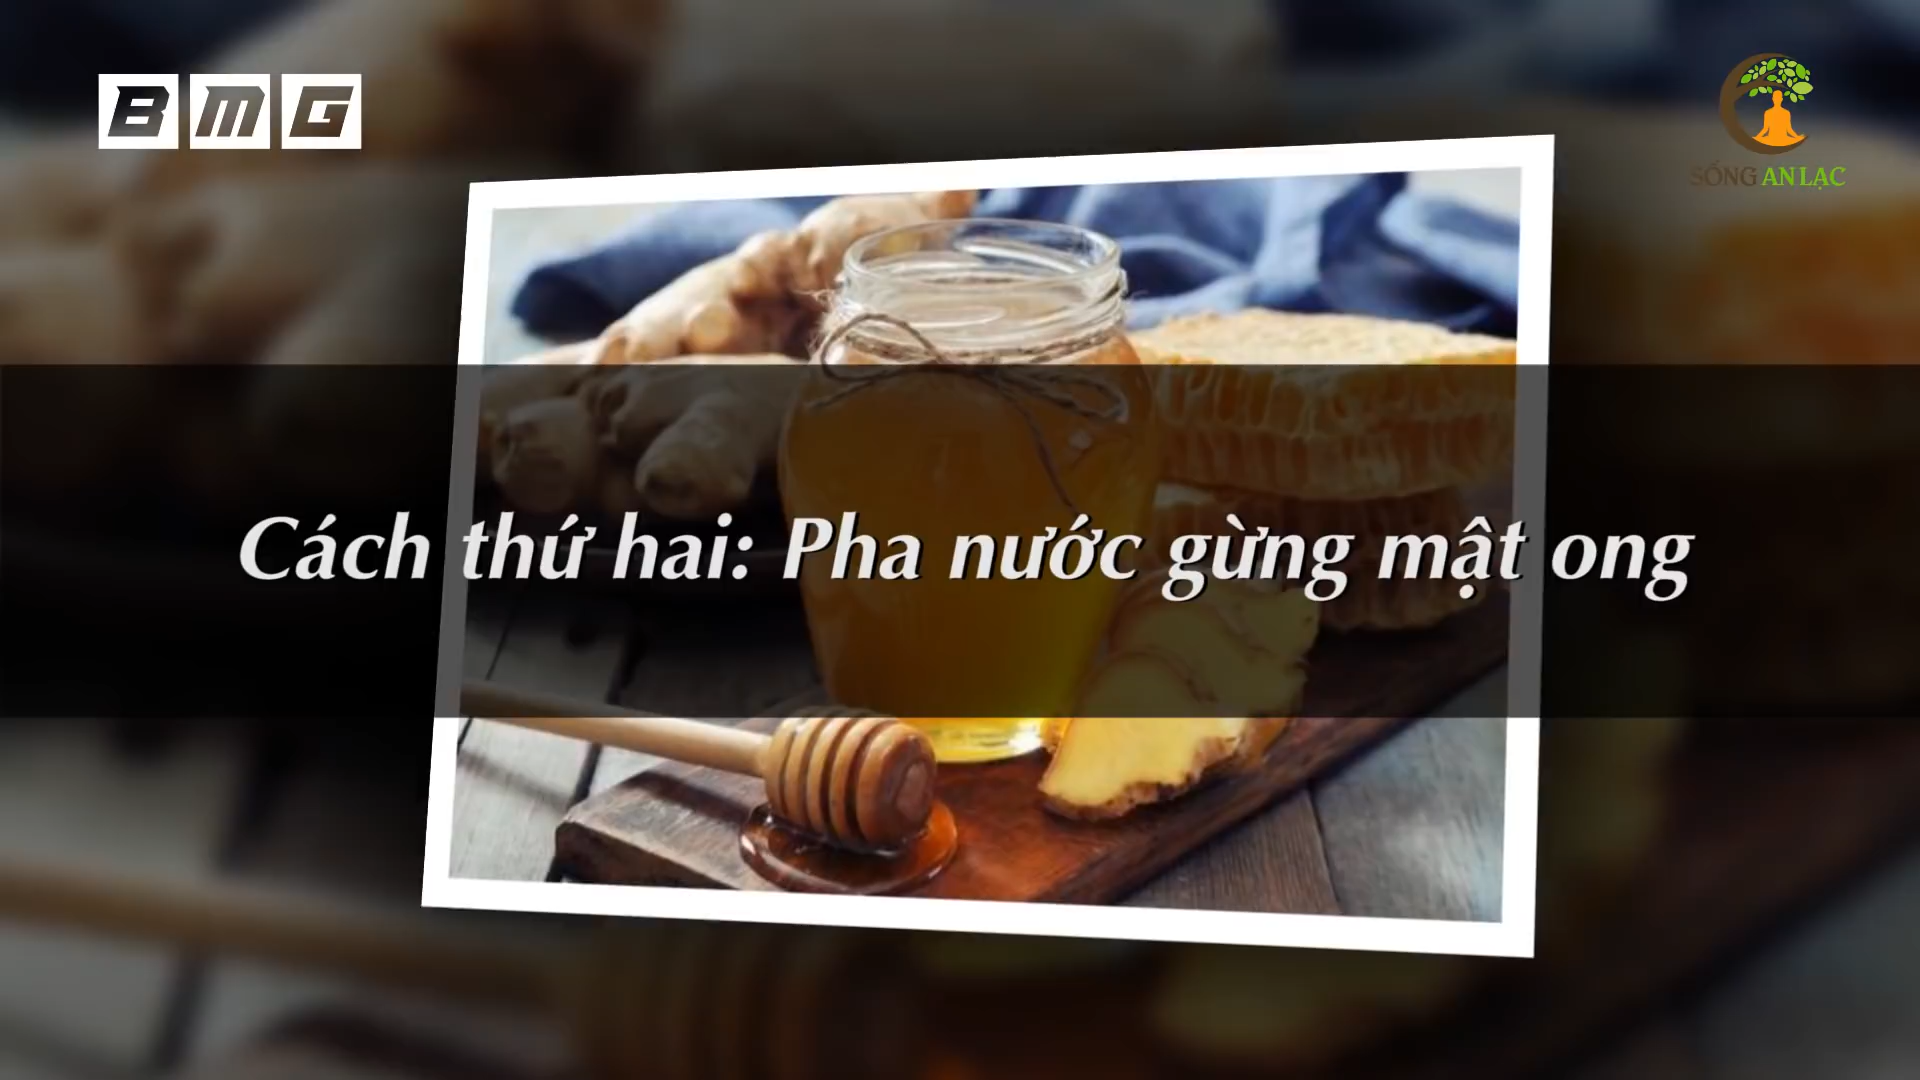 BMG
SỐNG AN LẠC
Cách thứ hai: Pha nước gừng mật ong